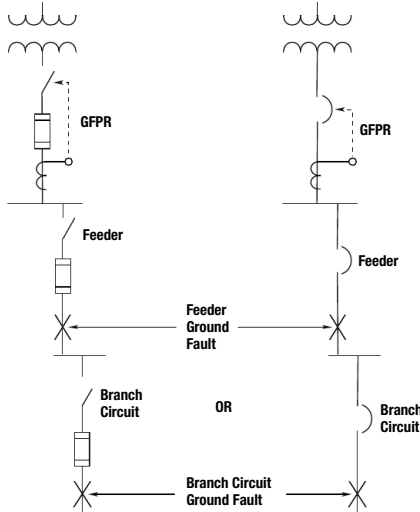 GFPR
GFPR
Feeder
Feeder
Feeder
Ground
Fault
Branch
Circuit
OR
Branch
Circuit
Branch Circuit
Ground Fault